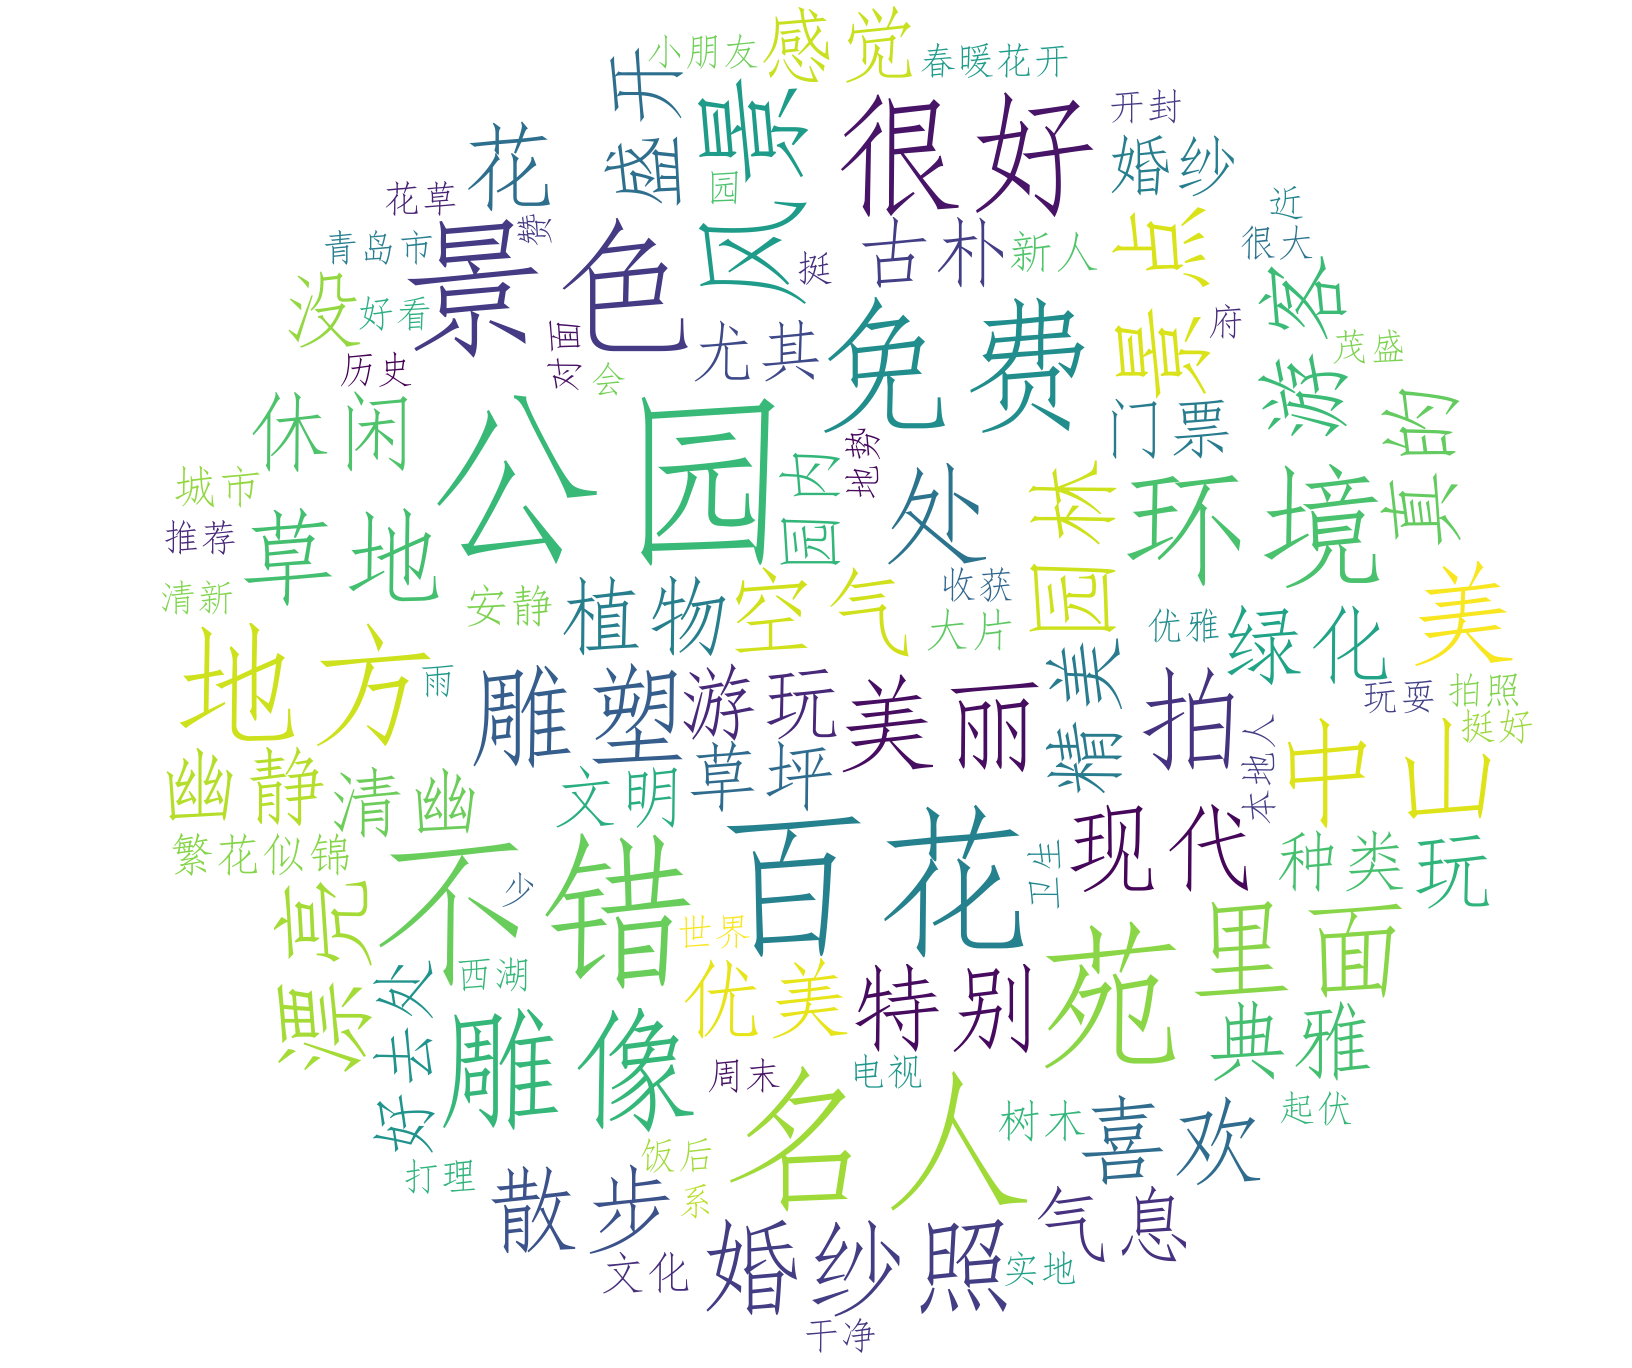 小朋友
感觉
春暖花开
盛开
风景
很好
开封
花
婚纱
花草
赞
园
近
青岛市
景色
挺
古朴
新人
景点
很大
没
好看
游客
对面
尤其
免费
府
历史
会
茂盛
休闲
公园
门票
真的
地势
园内
城市
处
园林
环境
推荐
草地
清新
安静
植物
空气
收获
大片
优雅
绿化
美
地方
雨
雕塑
游玩
美丽
精美
拍
玩耍
拍照
挺好
本地人
中山
幽静
清幽
文明
草坪
现代
繁花似锦
不错
少
百花
卫生
种类
玩
漂亮
世界
苑
里面
西湖
优美
特别
好去处
雕像
典雅
周末
电视
名人
树木
喜欢
起伏
打理
饭后
散步
系
气息
文化
婚纱照
实地
干净